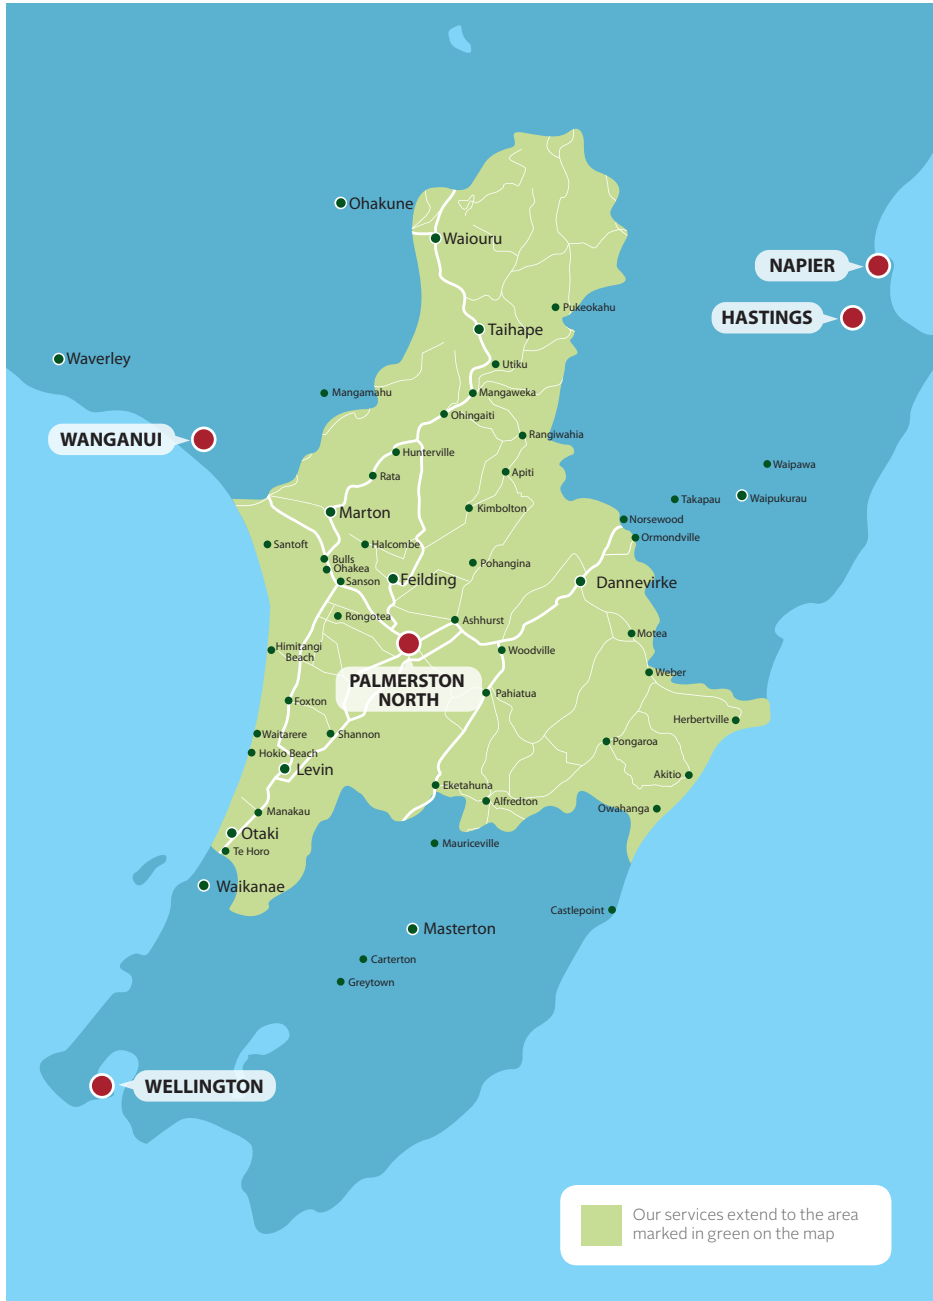 Ohakune
Waiouru
NAPIER
Pukeokahu
HASTINGS
Taihape
Waverley
Utiku
Mangamahu
Mangaweka
Ohingaiti
WANGANUI
Rangiwahia
Hunterville
Waipawa
Apiti
Rata
Takapau
Waipukurau
Kimbolton
Marton
Norsewood
Ormondville
Santoft
Halcombe
Bulls
Pohangina
Ohakea
Feilding
Sanson
Dannevirke
Rongotea
Ashhurst
Motea
Himitangi
Beach
Woodville
Weber
PALMERSTON
NORTH
Pahiatua
Foxton
Herbertville
Waitarere
Shannon
Pongaroa
Hokio Beach
Levin
Akitio
Eketahuna
Alfredton
Owahanga
Manakau
Otaki
Mauriceville
Te Horo
Waikanae
Castlepoint
Masterton
Carterton
Greytown
WELLINGTON
Our services extend to the area
marked in green on the map